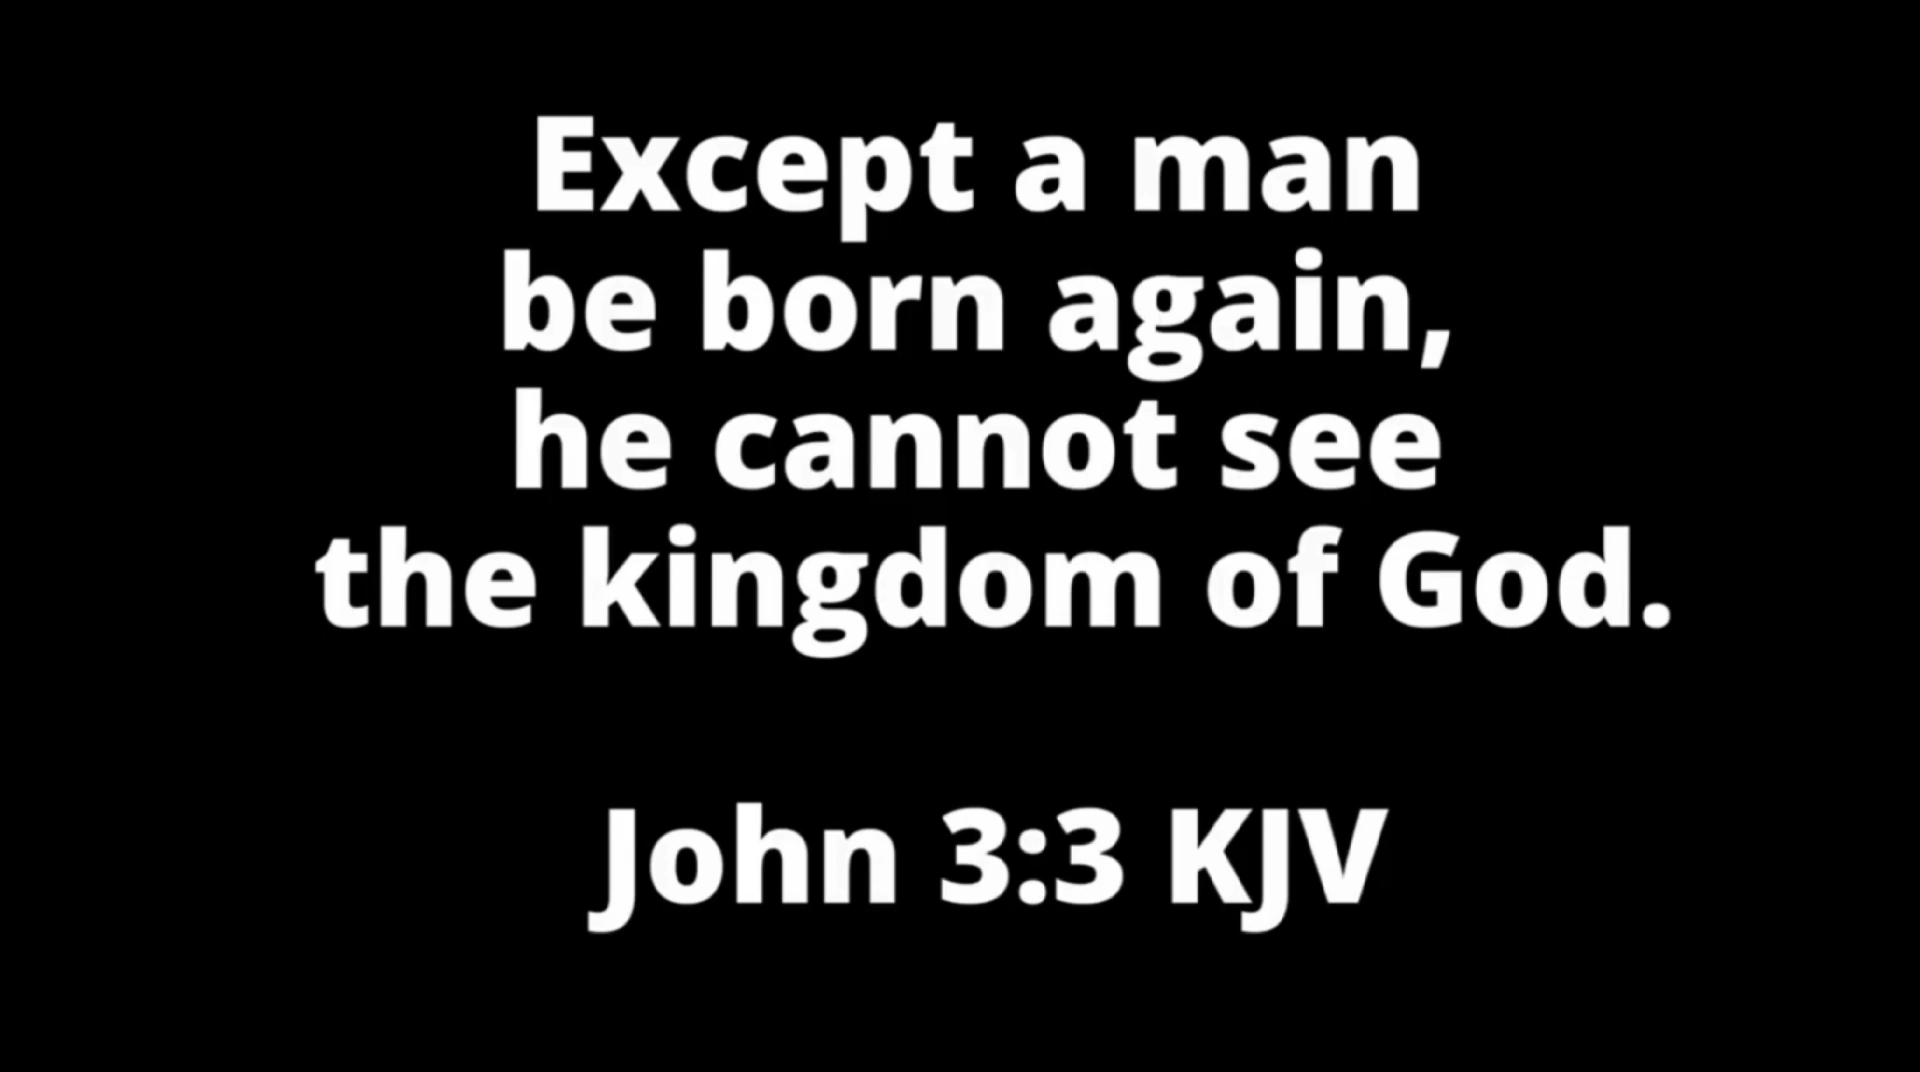 Except a man
be born again,
he cannot see
the kingdom of God.
John 3:3 KJV